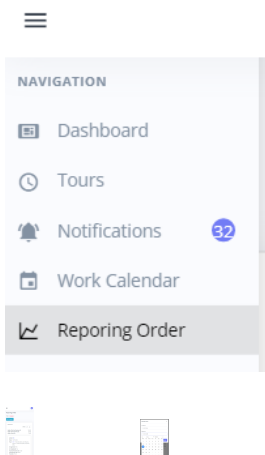 NAVIGATION
Dashboard
Tours
Notifications 32
Work Calendar
Reporing Order